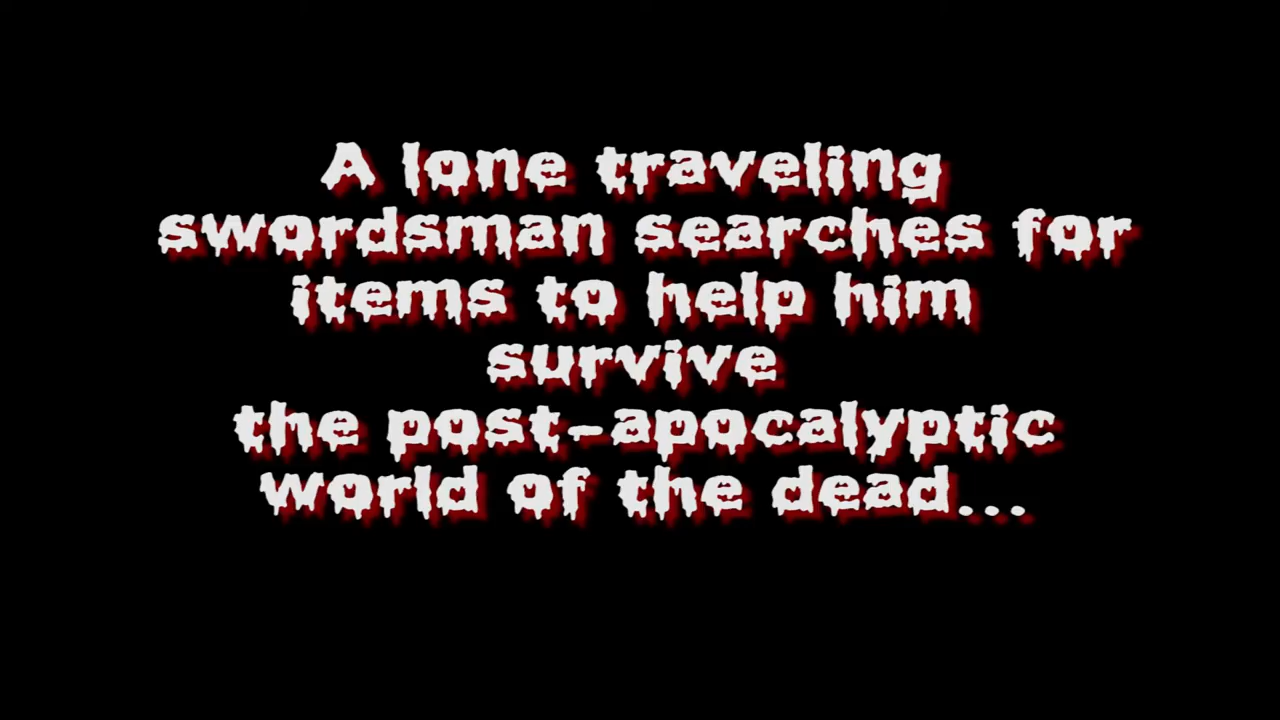 A lone traveling
swordsman searches for
items to help him
survive
the post-apocalyptic
world of the dead...